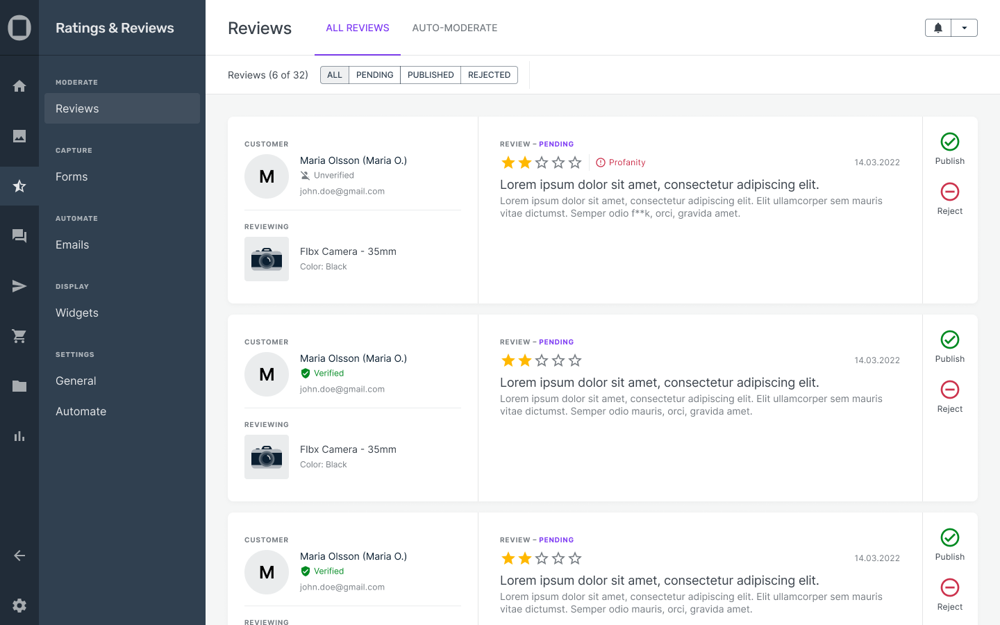 Ratings & Reviews
MODERATE
Reviews
CAPTURE
Forms
AUTOMATE
Emails
DISPLAY
Widgets
SETTINGS
General
Automate
Reviews
ALL REVIEWS
AUTO-MODERATE
Reviews (6 of 32)
ALL
PENDING
PUBLISHED
REJECTED
CUSTOMER
M
Maria Olsson (Maria O.)
Unverified
john.doe@gmail.com
REVIEWING
Flbx Camera - 35mm
Color: Black
REVIEW – PENDING
Profanity
14.03.2022
Lorem ipsum dolor sit amet, consectetur adipiscing elit.
Lorem ipsum dolor sit amet, consectetur adipiscing elit. Elit ullamcorper sem mauris
vitae dictumst. Semper odio f**k, orci, gravida amet.
Publish
Reject
CUSTOMER
M
Maria Olsson (Maria O.)
Verified
john.doe@gmail.com
REVIEWING
Flbx Camera - 35mm
Color: Black
REVIEW – PENDING
14.03.2022
Lorem ipsum dolor sit amet, consectetur adipiscing elit.
Lorem ipsum dolor sit amet, consectetur adipiscing elit. Elit ullamcorper sem mauris
vitae dictumst. Semper odio mauris, orci, gravida amet.
Publish
Reject
CUSTOMER
M
Maria Olsson (Maria O.)
Verified
john.doe@gmail.com
REVIEWING
REVIEW – PENDING
14.03.2022
Lorem ipsum dolor sit amet, consectetur adipiscing elit.
Lorem ipsum dolor sit amet, consectetur adipiscing elit. Elit ullamcorper sem mauris
vitae dictumst. Semper odio mauris, orci, gravida amet.
Publish
Reject